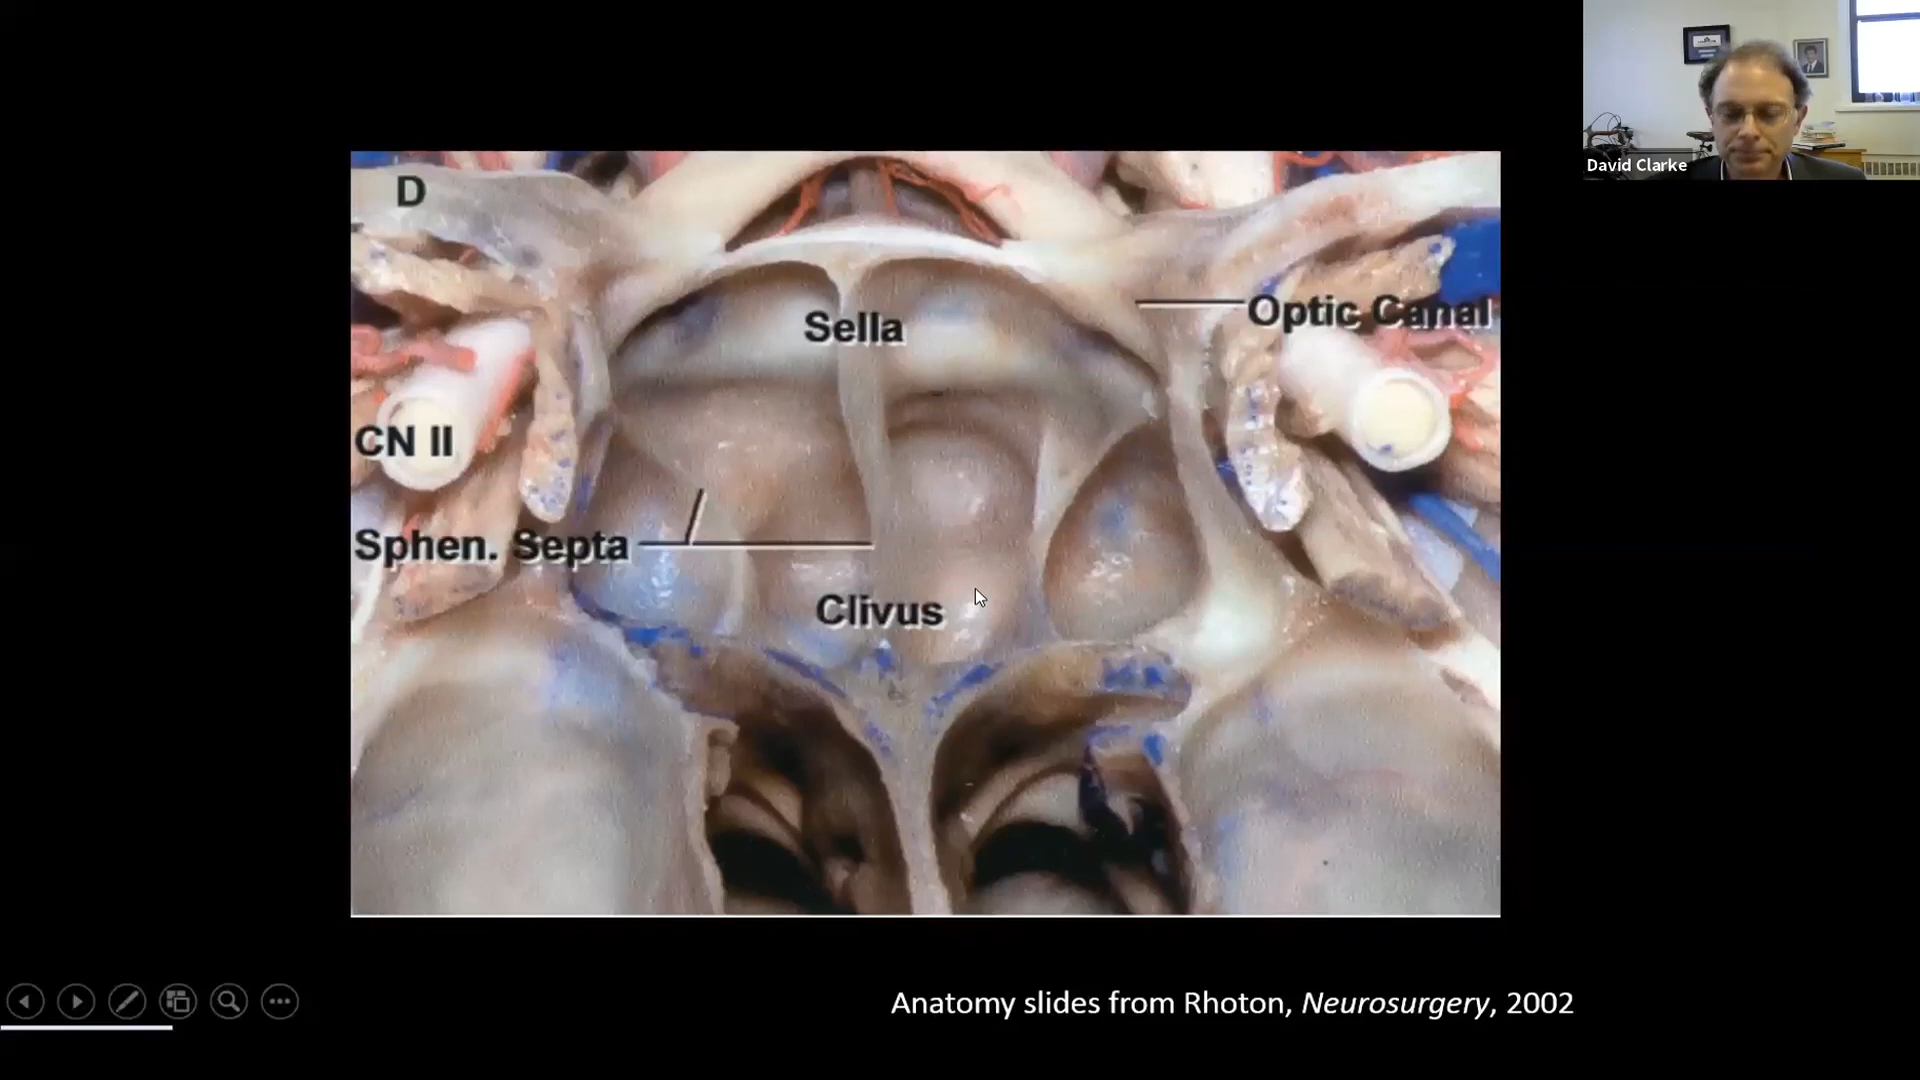 David Clarke
D
Sella
Optic Canal
CN II
Sphen. Septa
Clivus
Anatomy slides from Rhoton, Neurosurgery, 2002